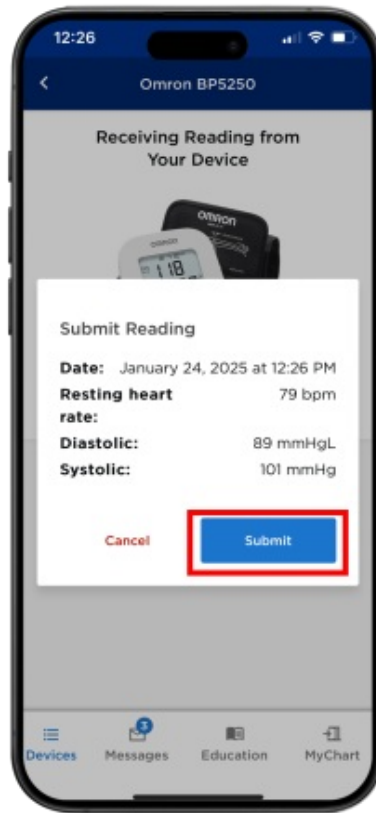 12:26
Omron BP5250
Receiving Reading from
Your Device
OMRON
OMRON
118
Submit Reading
Date: January 24, 2025 at 12:26 PM
Resting heart rate: 79 bpm
Diastolic: 89 mmHgL
Systolic: 101 mmHg
Cancel Submit
3
Devices Messages Education MyChart